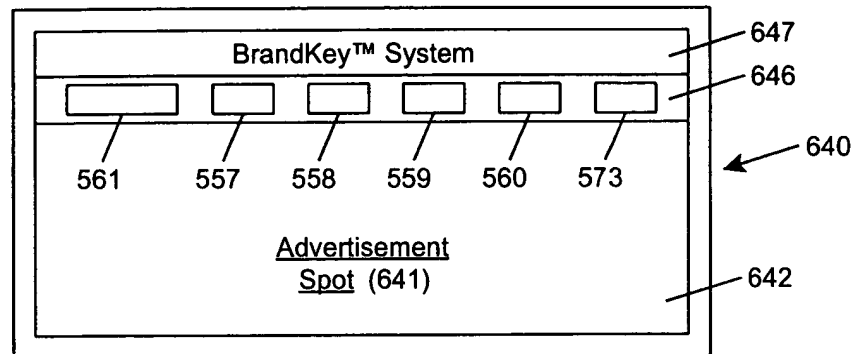 BrandKey™ System
647
646
561 557 558 559 560 573
640
Advertisement
Spot (641)
642